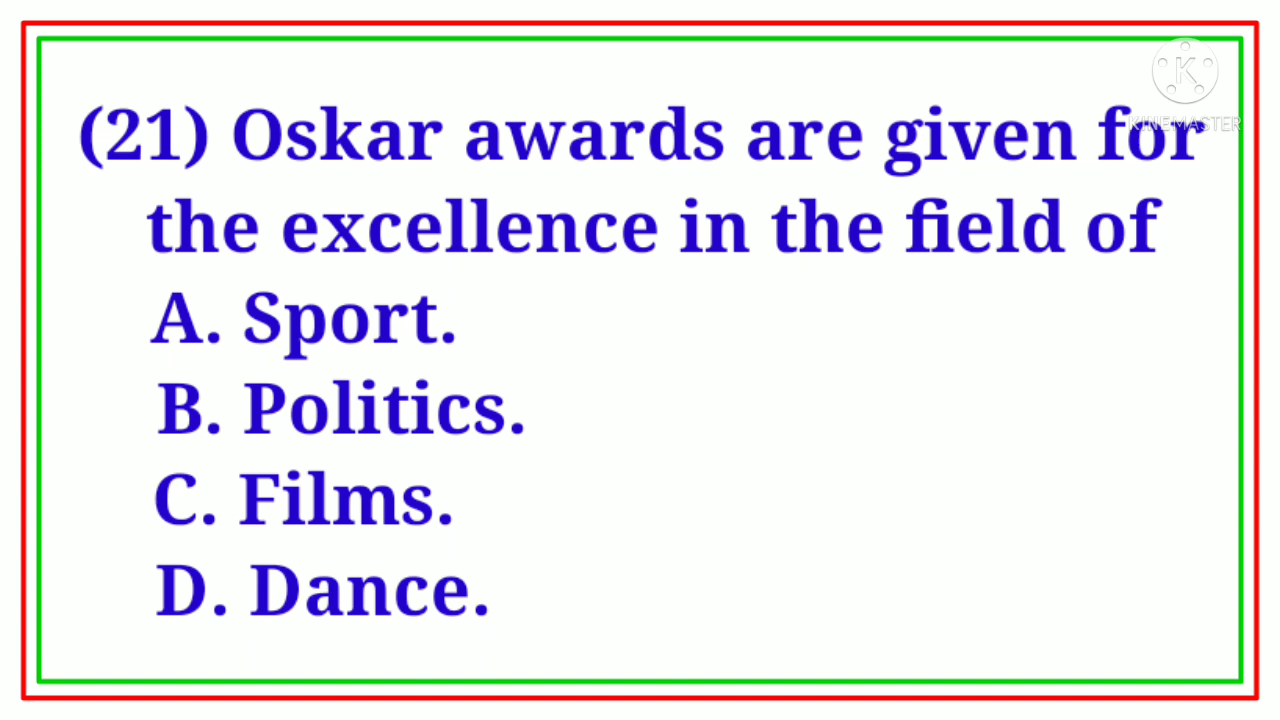 (21) Oskar awards are given for
the excellence in the field of
A. Sport.
B. Politics.
C. Films.
D. Dance.
K
KINEMASTER